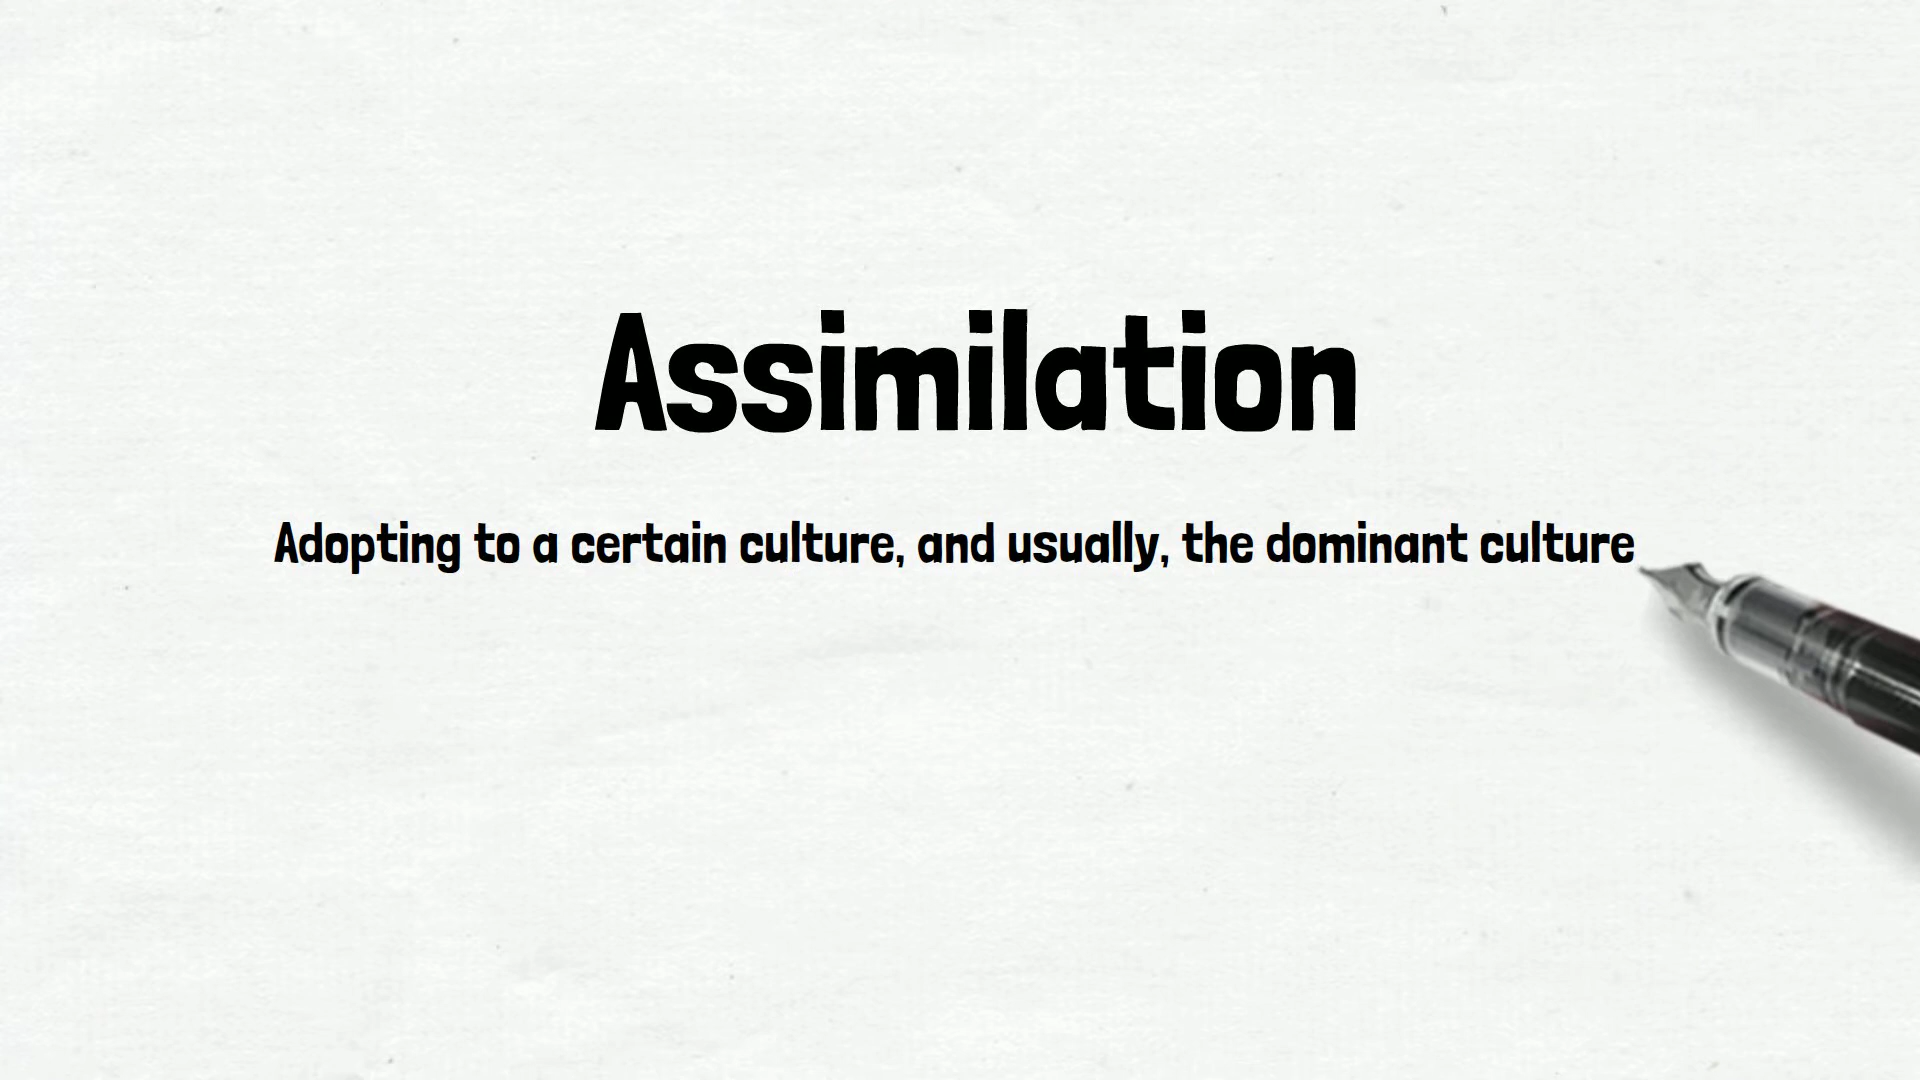 Assimilation
Adopting to a certain culture, and usually, the dominant culture